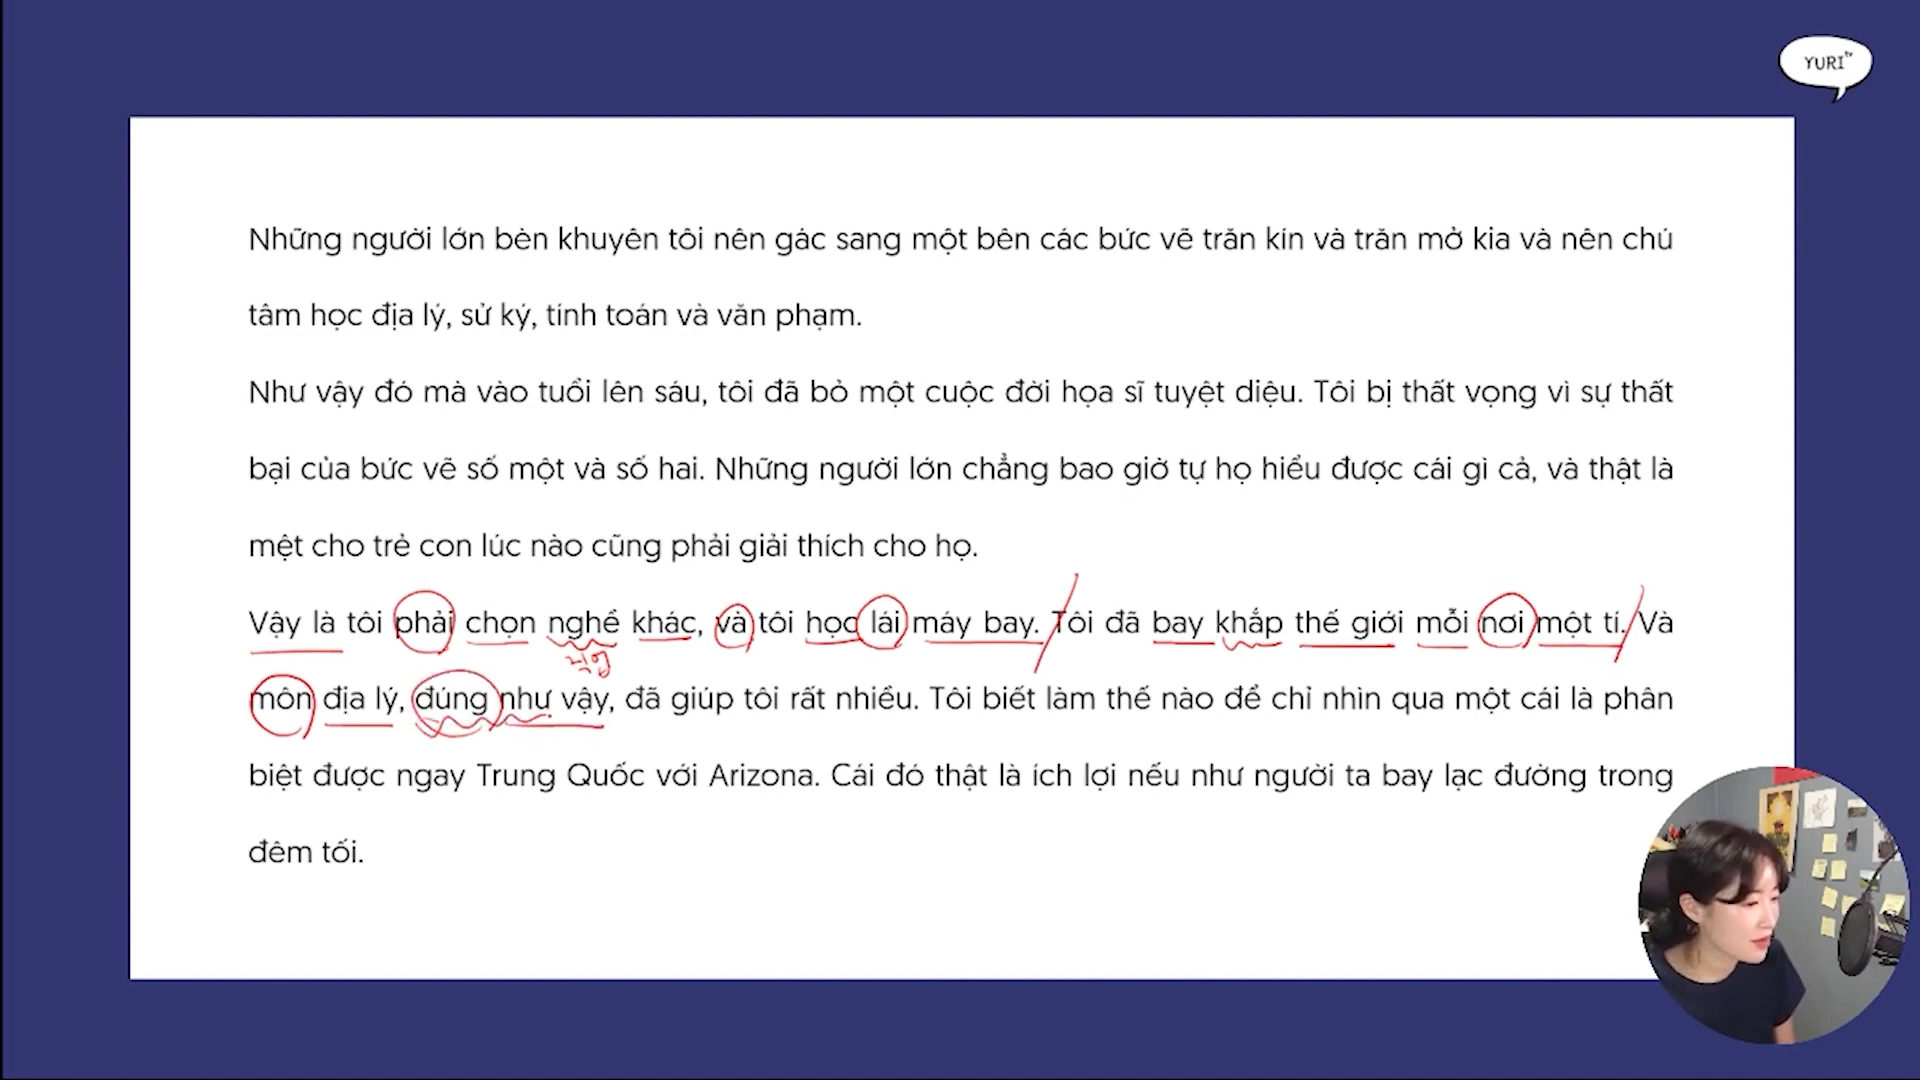 YURI tv
Những người lớn bèn khuyên tôi nên gác sang một bên các bức vẽ trăn kín và trăn mở kia và nên chú
tâm học địa lý, sử ký, tính toán và văn phạm.
Như vậy đó mà vào tuổi lên sáu, tôi đã bỏ một cuộc đời họa sĩ tuyệt diệu. Tôi bị thất vọng vì sự thất
bại của bức vẽ số một và số hai. Những người lớn chẳng bao giờ tự họ hiểu được cái gì cả, và thật là
mệt cho trẻ con lúc nào cũng phải giải thích cho họ.
Vậy là tôi phải chọn nghề khác, và tôi học lái máy bay. Tôi đã bay khắp thế giới mỗi nơi một tí. Và
직업
môn địa lý, đúng như vậy, đã giúp tôi rất nhiều. Tôi biết làm thế nào để chỉ nhìn qua một cái là phân
biệt được ngay Trung Quốc với Arizona. Cái đó thật là ích lợi nếu như người ta bay lạc đường trong
đêm tối.